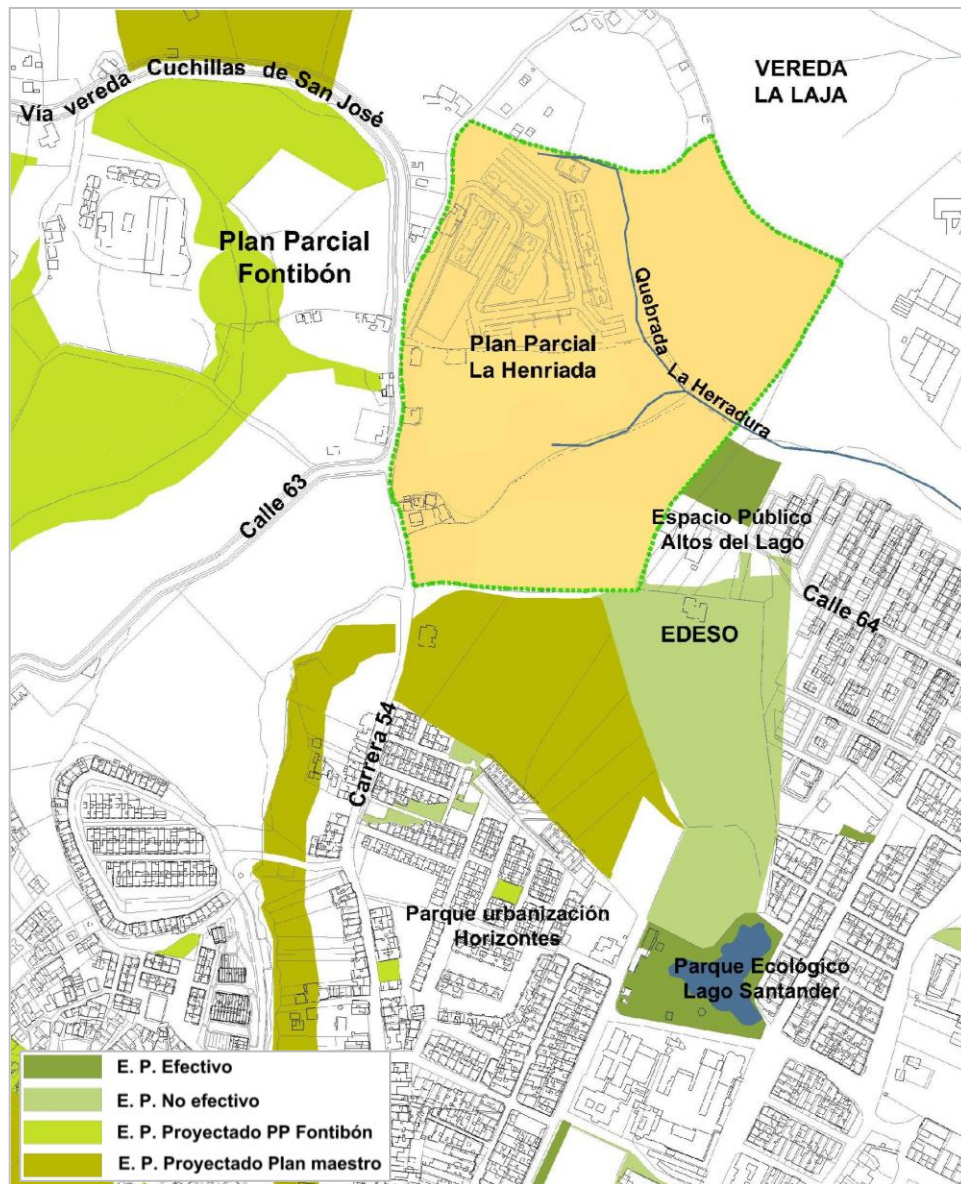 Vía vereda Cuchillas de San José
VEREDA
LA LAJA
Plan Parcial
Fontibón
Quebrada La Herradura
Plan Parcial
La Henriada
Calle 63
Espacio Público
Altos del Lago
Calle 64
EDESO
Carrera 54
Parque urbanización
Horizontes
Parque Ecológico
Lago Santander
E. P. Efectivo
E. P. No efectivo
E. P. Proyectado PP Fontibón
E. P. Proyectado Plan maestro